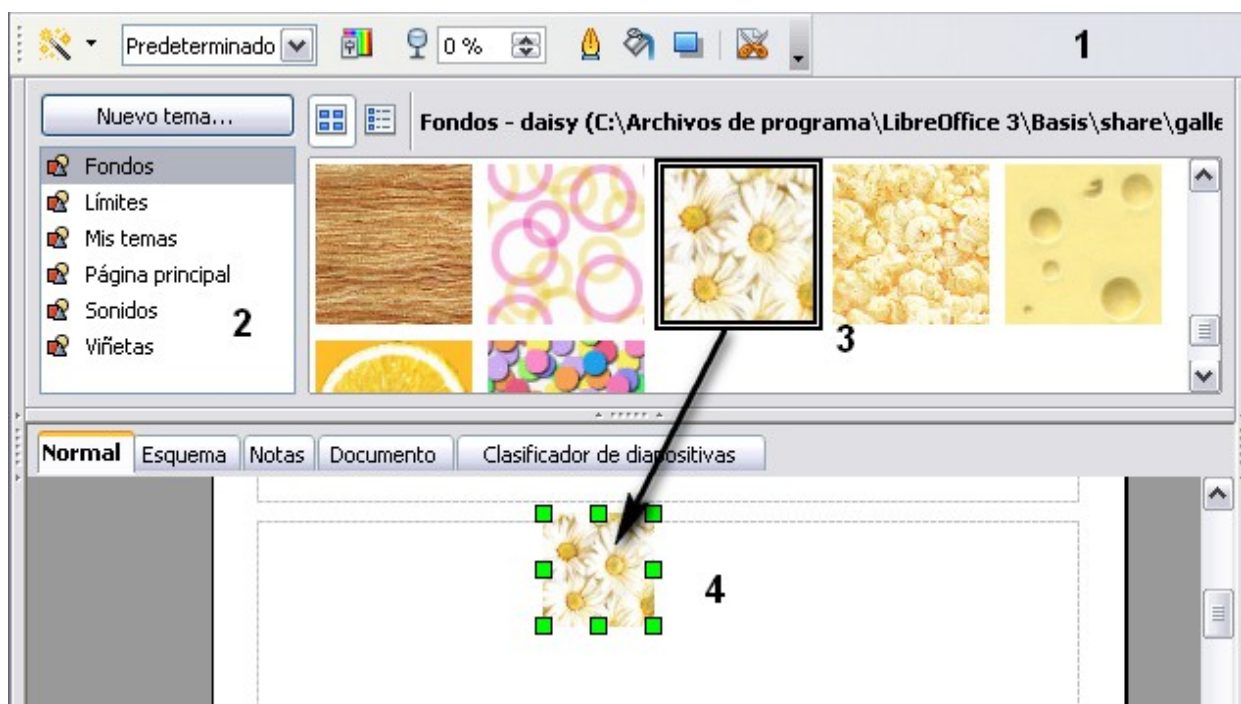 Predeterminado 0 % 1
Nuevo tema... Fondos - daisy (C:\Archivos de programa\LibreOffice 3\Basis\share\galle
Fondos
Límites
Mis temas
Página principal
Sonidos
Viñetas
2
3
Normal Esquema Notas Documento Clasificador de diapositivas
4